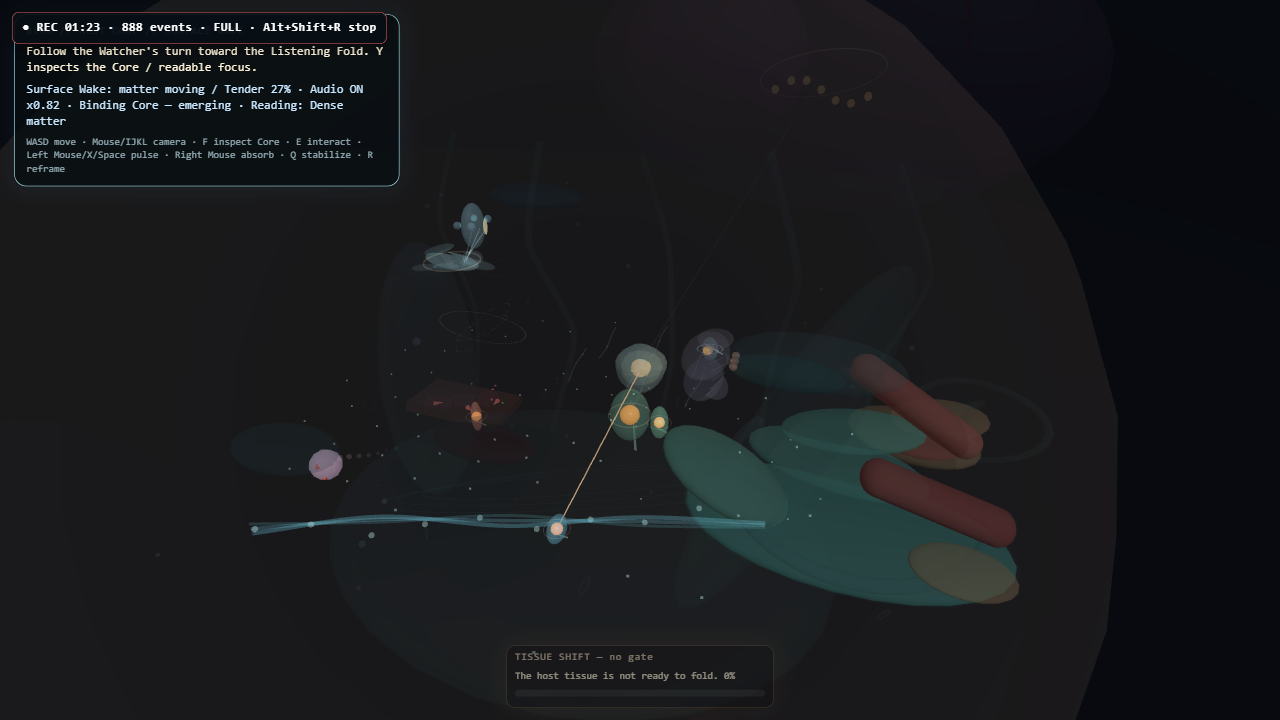 ● REC 01:23 · 888 events · FULL · Alt+Shift+R stop
Follow the Watcher's turn toward the Listening Fold. Y
inspects the Core / readable focus.
Surface Wake: matter moving / Tender 27% · Audio ON
x0.82 · Binding Core — emerging · Reading: Dense
matter
WASD move · Mouse/IJKL camera · F inspect Core · E interact ·
Left Mouse/X/Space pulse · Right Mouse absorb · Q stabilize · R
reframe
TISSUE SHIFT — no gate
The host tissue is not ready to fold. 0%